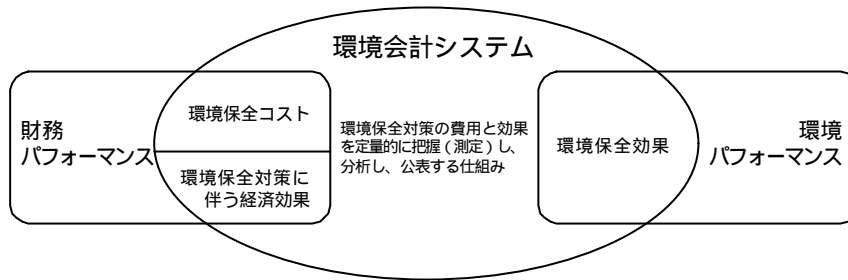 環境会計システム
財務
パフォーマンス
環境保全コスト
環境保全対策に
伴う経済効果
環境保全対策の費用と効果
を定量的に把握（測定）し、
分析し、公表する仕組み
環境保全効果
環境
パフォーマンス